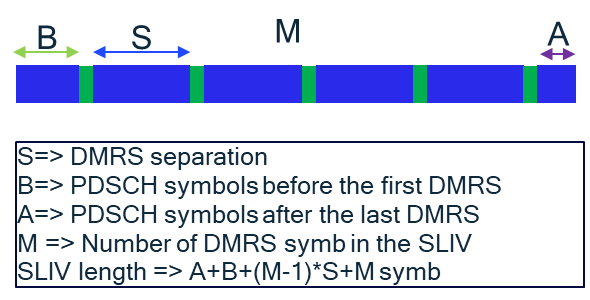 B S M A
S=> DMRS separation
B=> PDSCH symbols before the first DMRS
A=> PDSCH symbols after the last DMRS
M => Number of DMRS symb in the SLIV
SLIV length => A+B+(M-1)*S+M symb